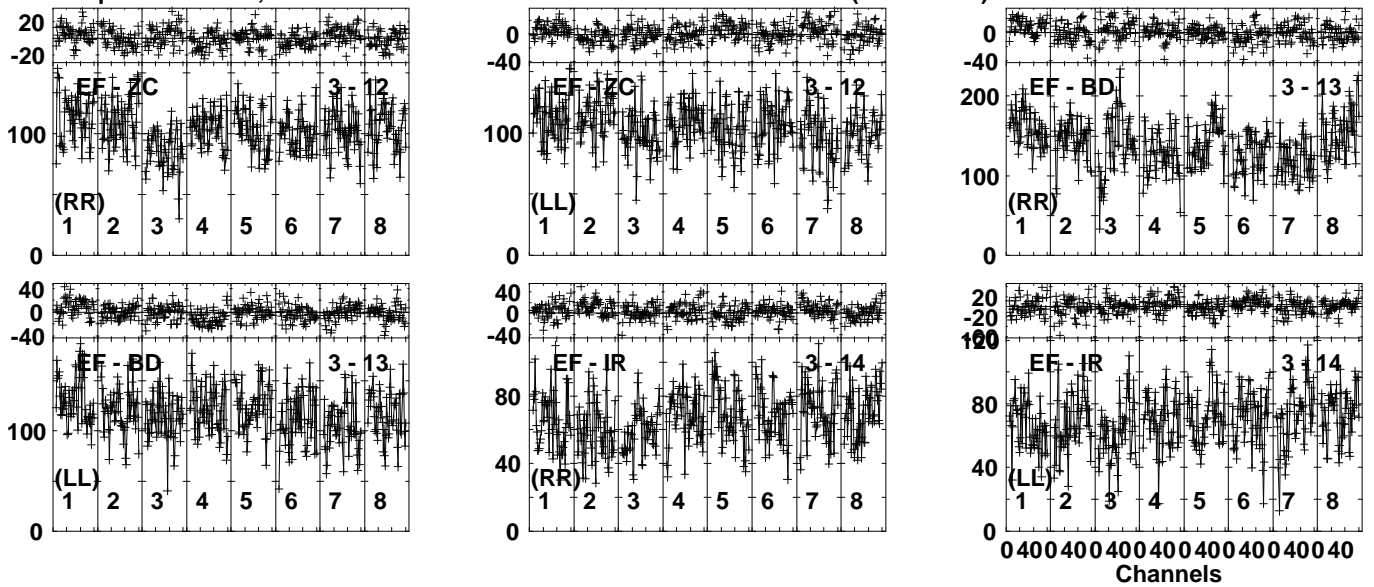 20 0 -20 EF - ZC 3 - 12 100 (RR) 1 2 3 4 5 6 7 8 0
0 -40 EF - ZC 3 - 12 100 (LL) 1 2 3 4 5 6 7 8 0
0 -40 200 EF - BD 3 - 13 100 (RR) 1 2 3 4 5 6 7 8 0
40 0 -40 EF - BD 3 - 13 100 (LL) 1 2 3 4 5 6 7 8 0
40 0 -40 EF - IR 3 - 14 80 40 (RR) 1 2 3 4 5 6 7 8 0
20 -20 120 EF - IR 3 - 14 80 40 (LL) 1 2 3 4 5 6 7 8 0
0 40 0 40 0 40 0 40 0 40 0 40 0 40 0 40
Channels